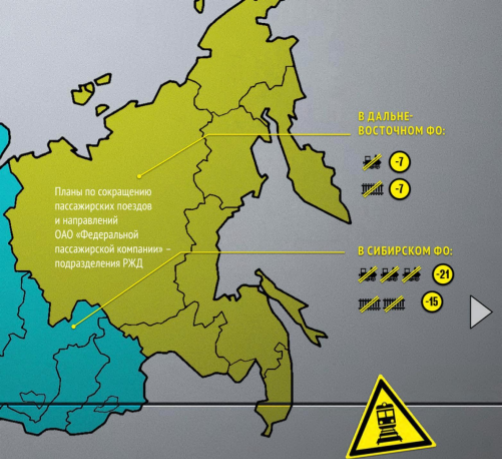 В ДАЛЬНЕ-
ВОСТОЧНОМ ФО:
-7
-7
Планы по сокращению
пассажирских поездов
и направлений
ОАО «Федеральной
пассажирской компании» –
подразделения РЖД
В СИБИРСКОМ ФО:
-21
-15